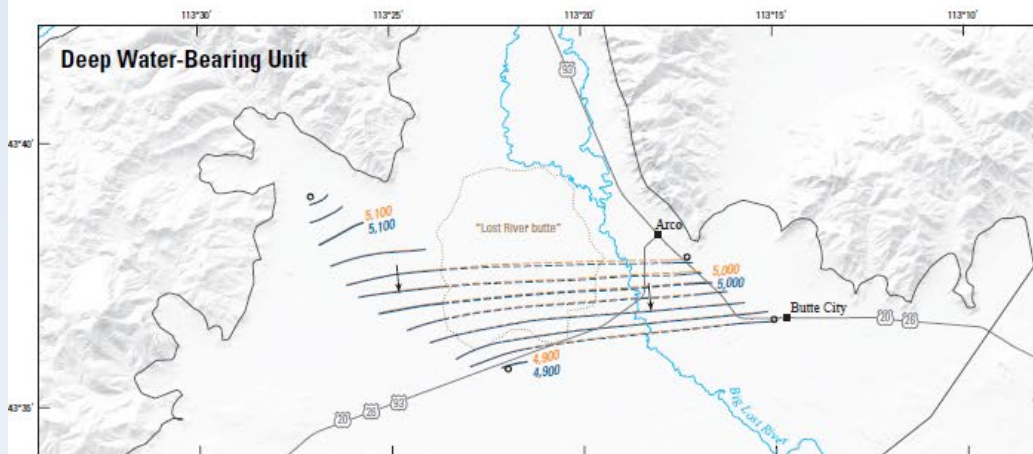 113°30′ 113°25′ 113°20′ 113°15′ 113°10′
Deep Water-Bearing Unit
93
43°40′
5,100
5,100
"Lost River butte"
Arco
5,000
5,000
Butte City
20 26
4,900
4,900
Big Lost River
43°35′
20 26 93